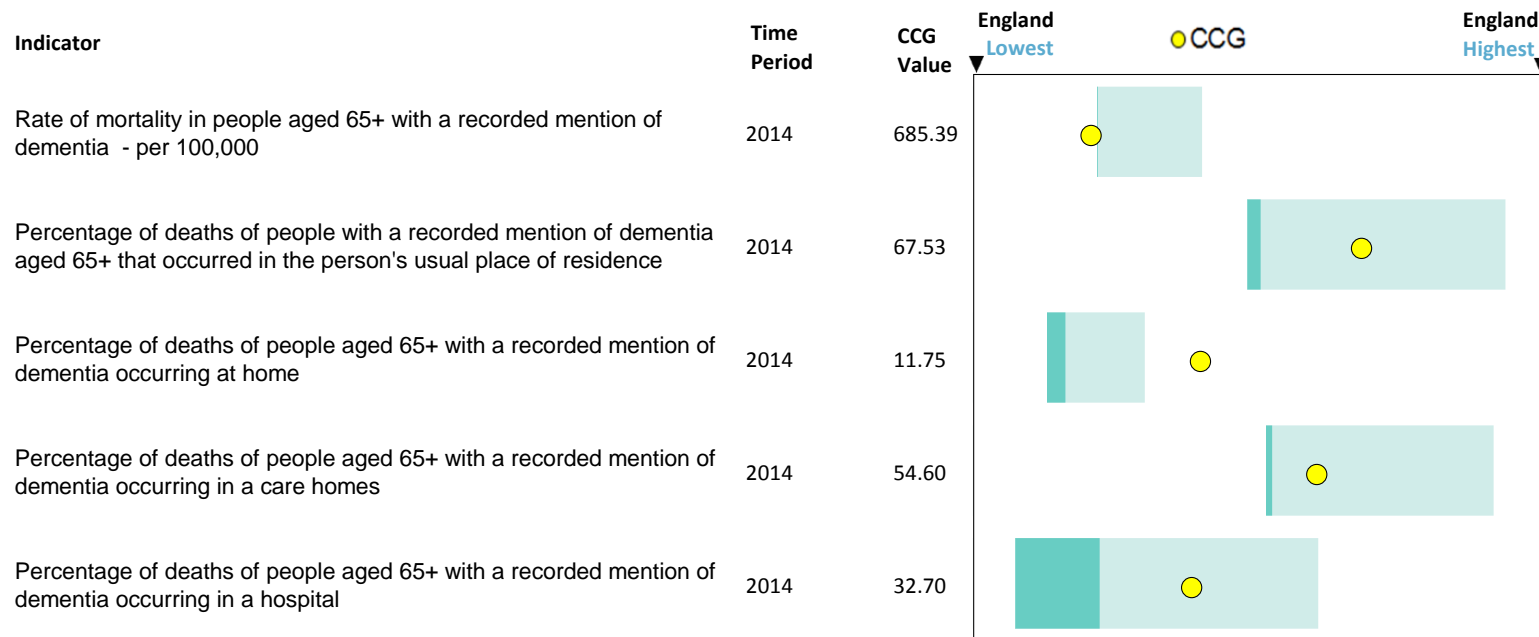 Indicator
Time
Period
CCG
Value
England
Lowest
CCG
England
Highest
Rate of mortality in people aged 65+ with a recorded mention of
dementia - per 100,000
2014
685.39
Percentage of deaths of people with a recorded mention of dementia
aged 65+ that occurred in the person's usual place of residence
2014
67.53
Percentage of deaths of people aged 65+ with a recorded mention of
dementia occurring at home
2014
11.75
Percentage of deaths of people aged 65+ with a recorded mention of
dementia occurring in a care homes
2014
54.60
Percentage of deaths of people aged 65+ with a recorded mention of
dementia occurring in a hospital
2014
32.70